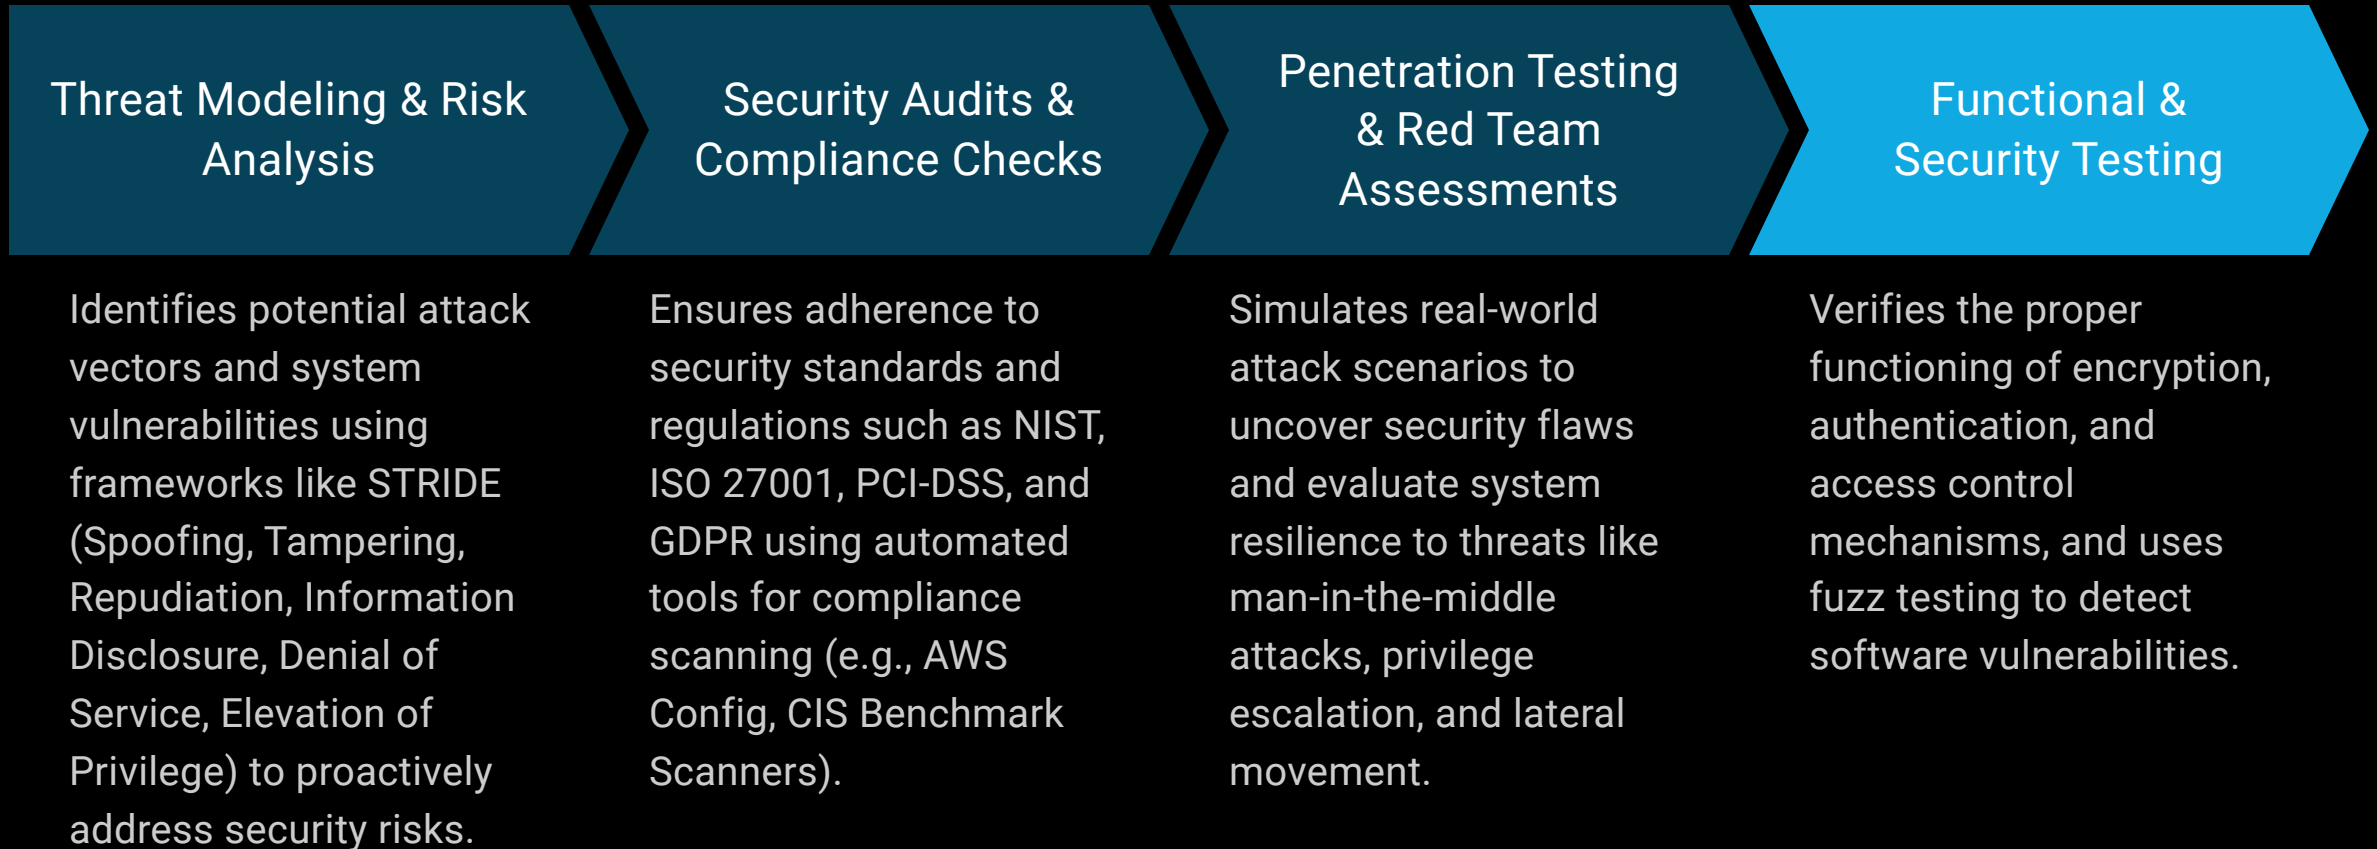 Threat Modeling & Risk
Analysis
Security Audits &
Compliance Checks
Penetration Testing
& Red Team
Assessments
Functional &
Security Testing
Identifies potential attack
vectors and system
vulnerabilities using
frameworks like STRIDE
(Spoofing, Tampering,
Repudiation, Information
Disclosure, Denial of
Service, Elevation of
Privilege) to proactively
address security risks.
Ensures adherence to
security standards and
regulations such as NIST,
ISO 27001, PCI-DSS, and
GDPR using automated
tools for compliance
scanning (e.g., AWS
Config, CIS Benchmark
Scanners).
Simulates real-world
attack scenarios to
uncover security flaws
and evaluate system
resilience to threats like
man-in-the-middle
attacks, privilege
escalation, and lateral
movement.
Verifies the proper
functioning of encryption,
authentication, and
access control
mechanisms, and uses
fuzz testing to detect
software vulnerabilities.